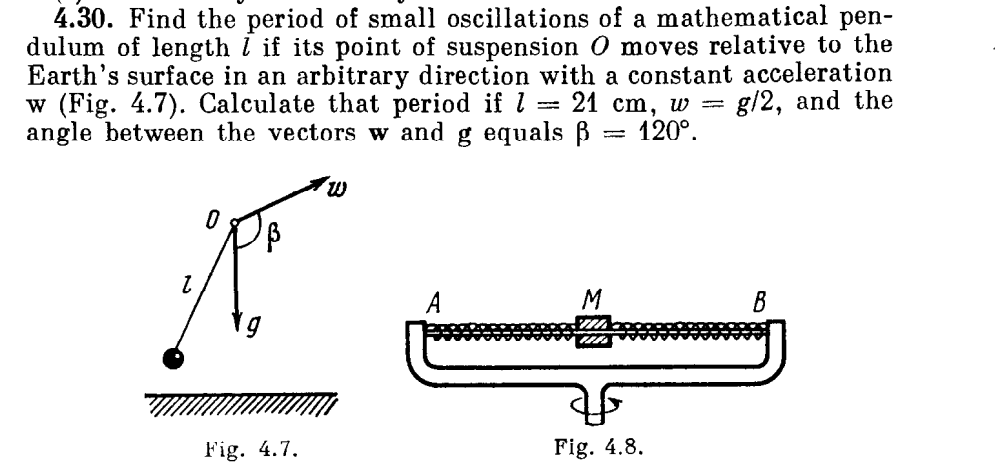 4.30. Find the period of small oscillations of a mathematical pen-
dulum of length l if its point of suspension O moves relative to the
Earth's surface in an arbitrary direction with a constant acceleration
w (Fig. 4.7). Calculate that period if l = 21 cm, w = g/2, and the
angle between the vectors w and g equals β = 120°.
w
O
β
l
g
A M B
Fig. 4.7.
Fig. 4.8.